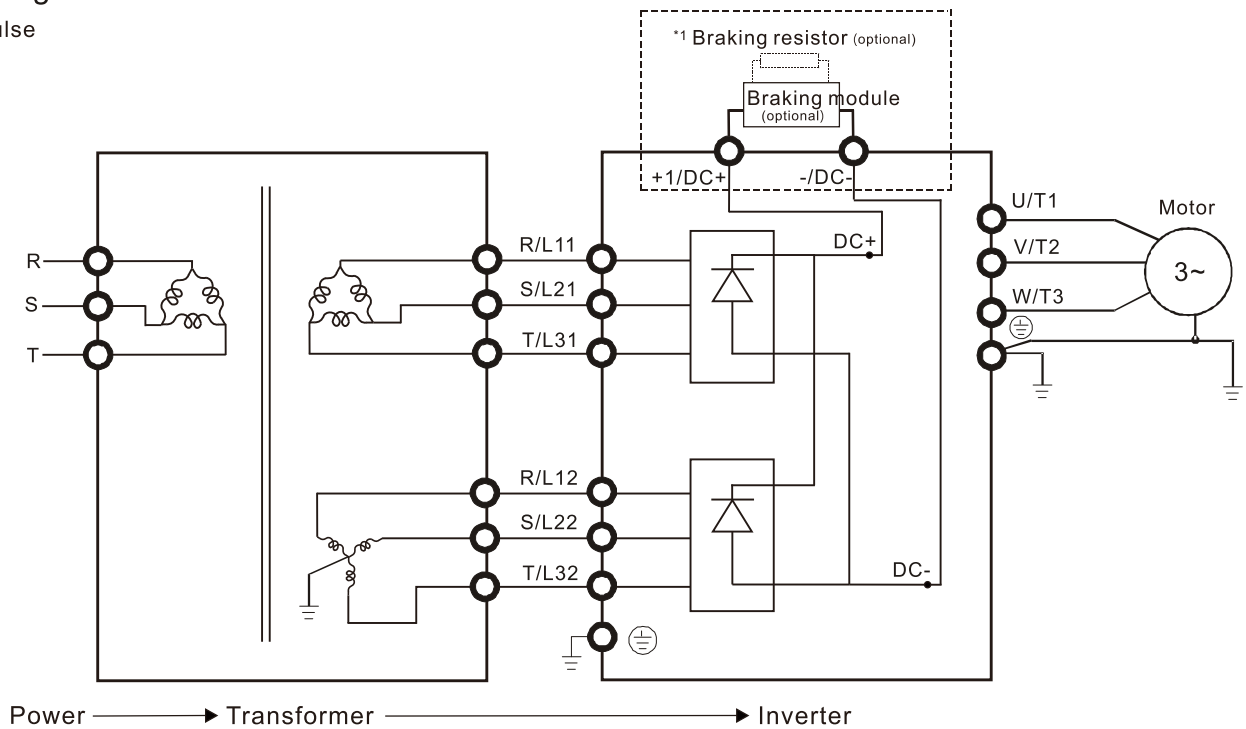 *1 Braking resistor (optional)
Braking module
(optional)
+1/DC+
-/DC-
U/T1
Motor
V/T2
3~
W/T3
R
S
T
R/L11
S/L21
T/L31
DC+
R/L12
S/L22
T/L32
DC-
Power
Transformer
Inverter